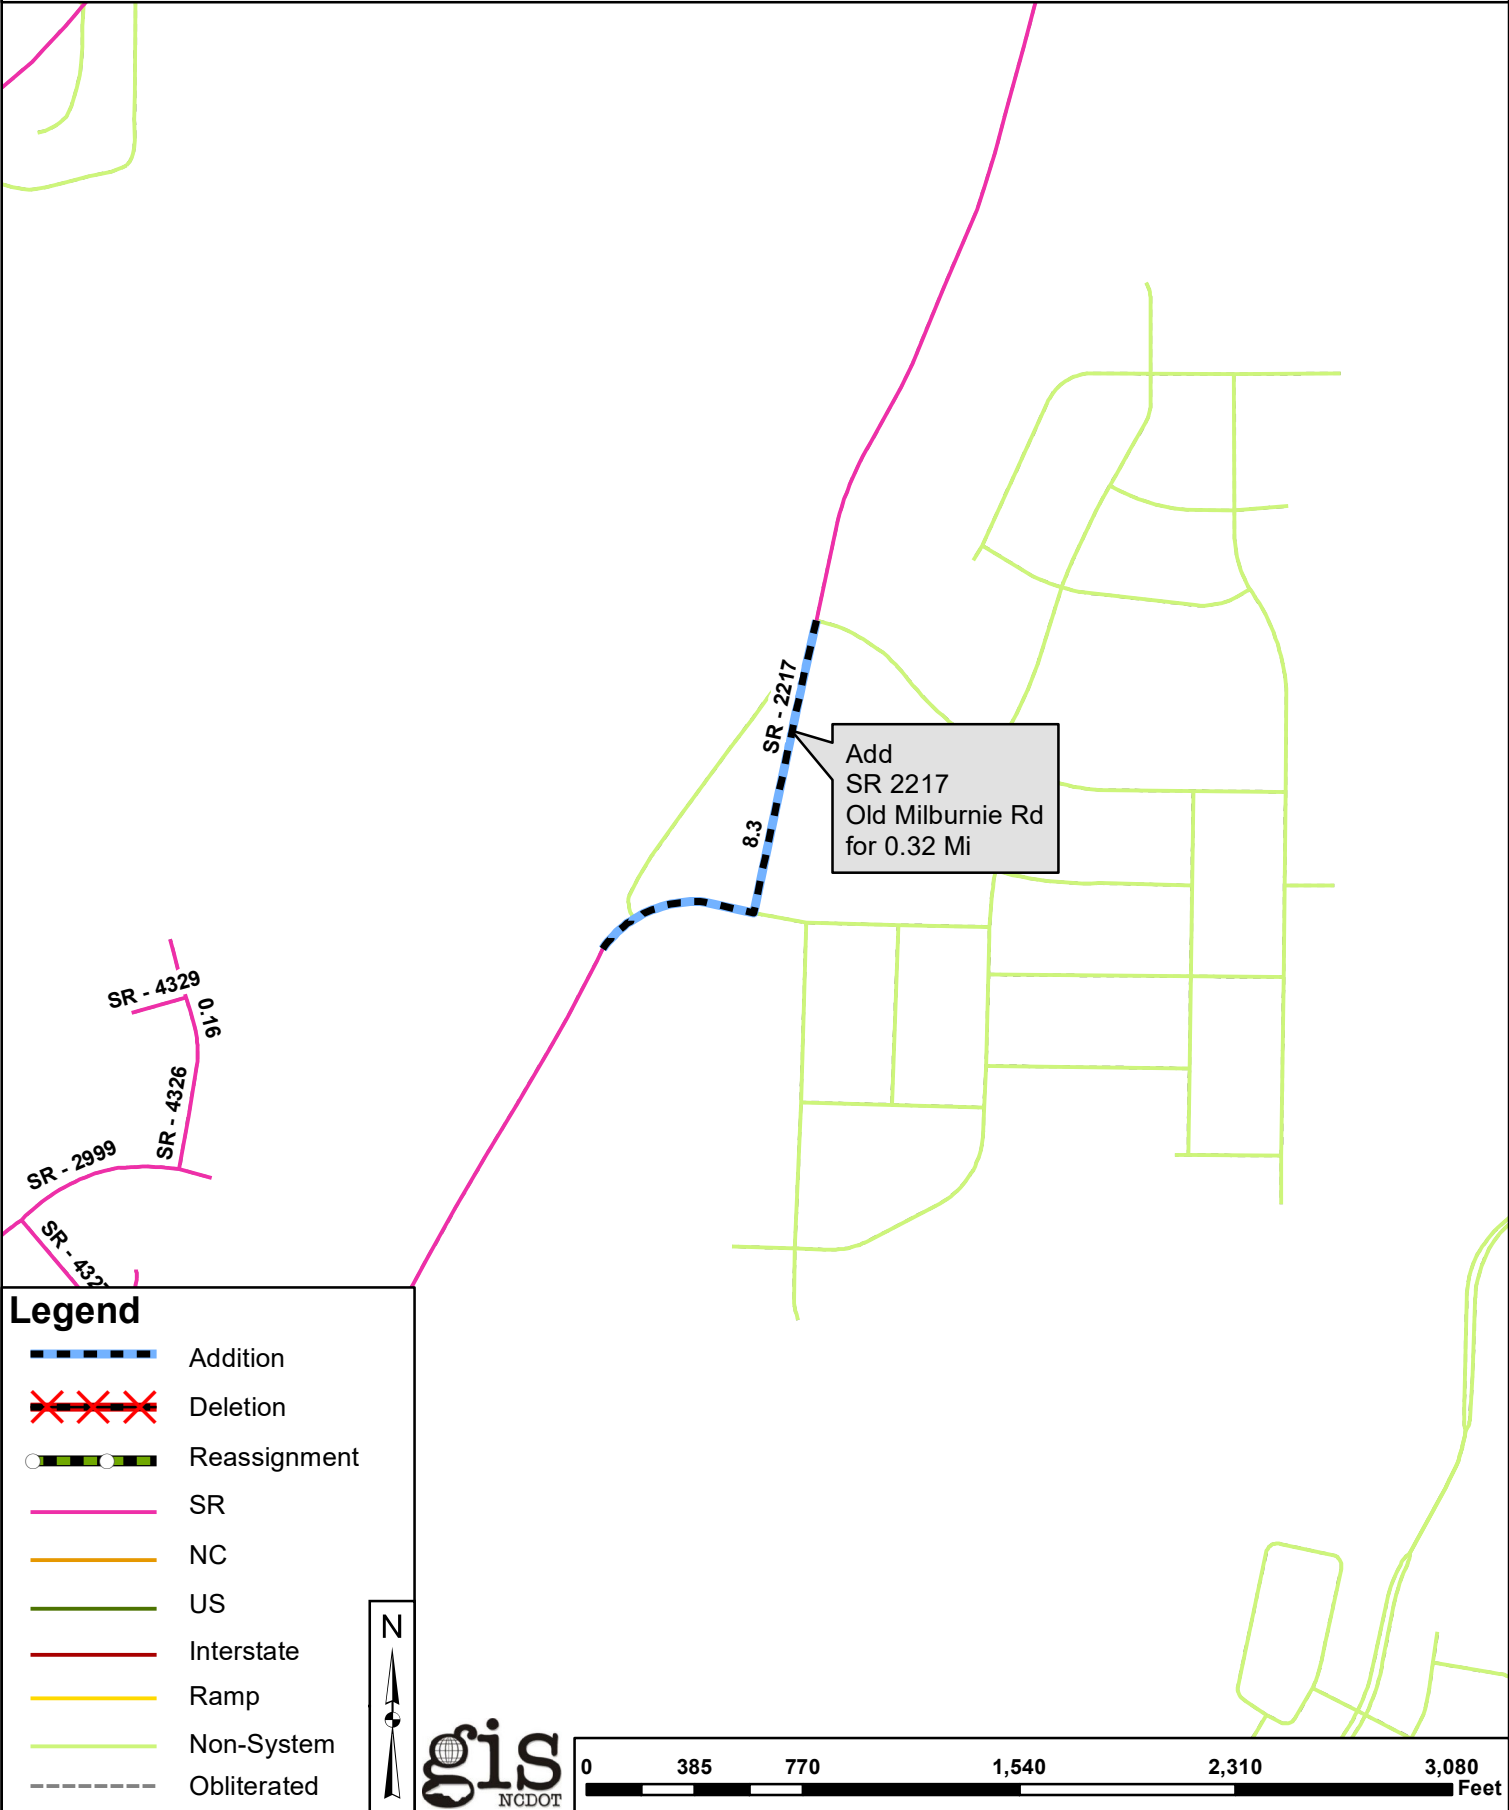 SR - 2217
Add
SR 2217
Old Milburnie Rd
for 0.32 Mi
8.3
SR - 4329
0.16
SR - 4326
SR - 2999
SR - 432
Legend
Addition
Deletion
Reassignment
SR
NC
US
Interstate
Ramp
Non-System
Obliterated
N
gis
NCDOT
0 385 770 1,540 2,310 3,080
Feet